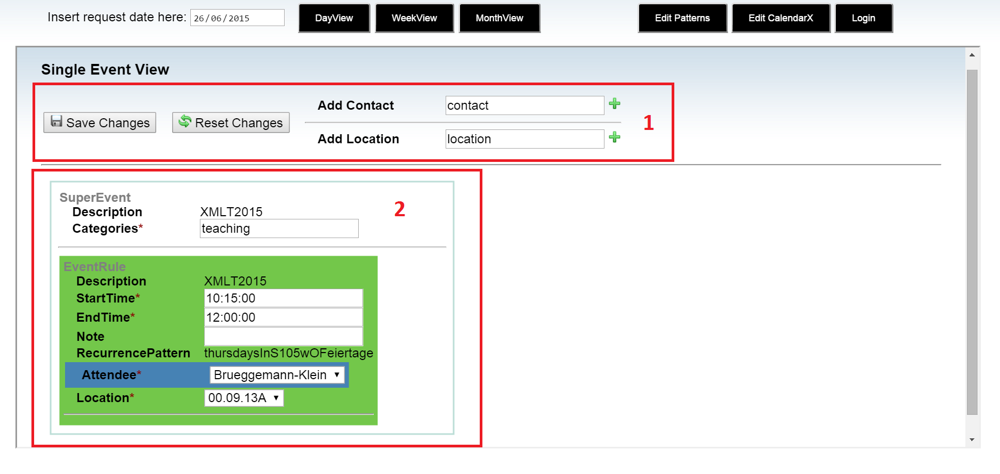 Insert request date here: 26/06/2015 DayView WeekView MonthView Edit Patterns Edit CalendarX Login
Single Event View
Add Contact contact
Save Changes Reset Changes 1
Add Location location
2
SuperEvent
Description XMLT2015
Categories* teaching
EventRule
Description XMLT2015
StartTime* 10:15:00
EndTime* 12:00:00
Note
RecurrencePattern thursdaysInS105wOFeiertage
Attendee* Brueggemann-Klein
Location* 00.09.13A